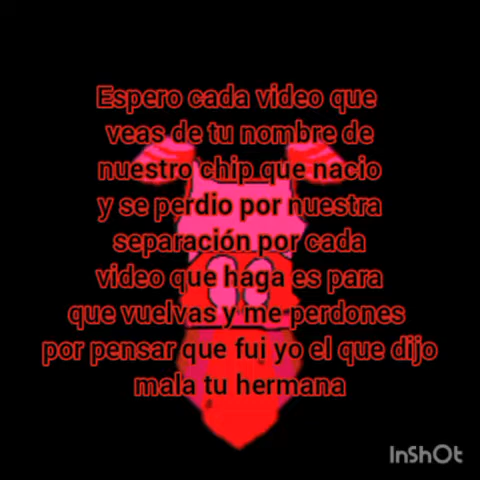 Espero cada video que
veas de tu nombre de
nuestro chip que nacio
y se perdio por nuestra
separación por cada
video que haga es para
que vuelvas y me perdones
por pensar que fui yo el que dijo
mala tu hermana
InShOt